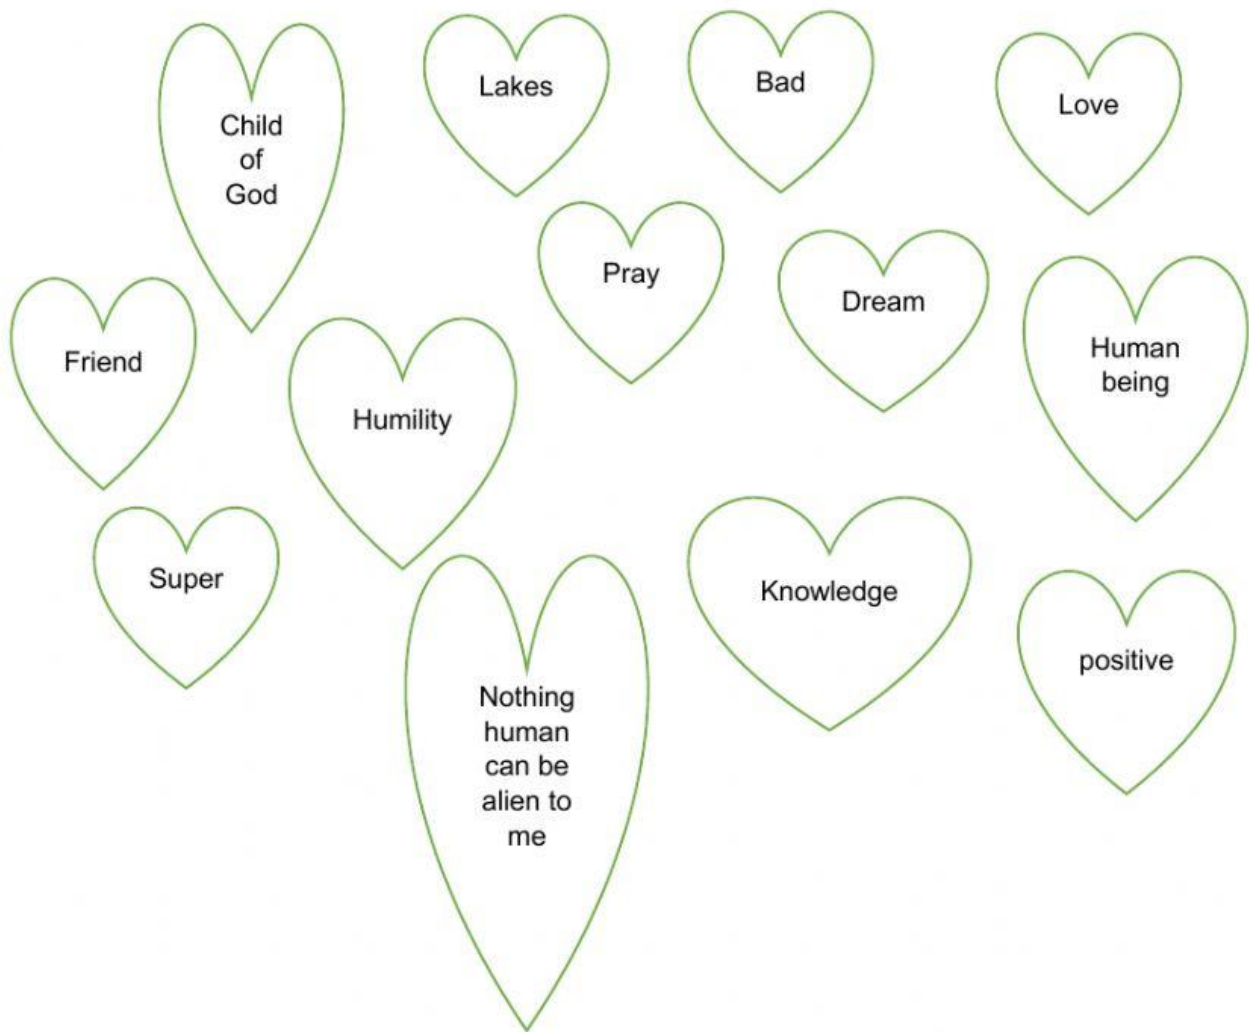 Child
of
God
Lakes
Bad
Love
Pray
Dream
Human
being
Friend
Humility
Super
Knowledge
positive
Nothing
human
can be
alien to
me